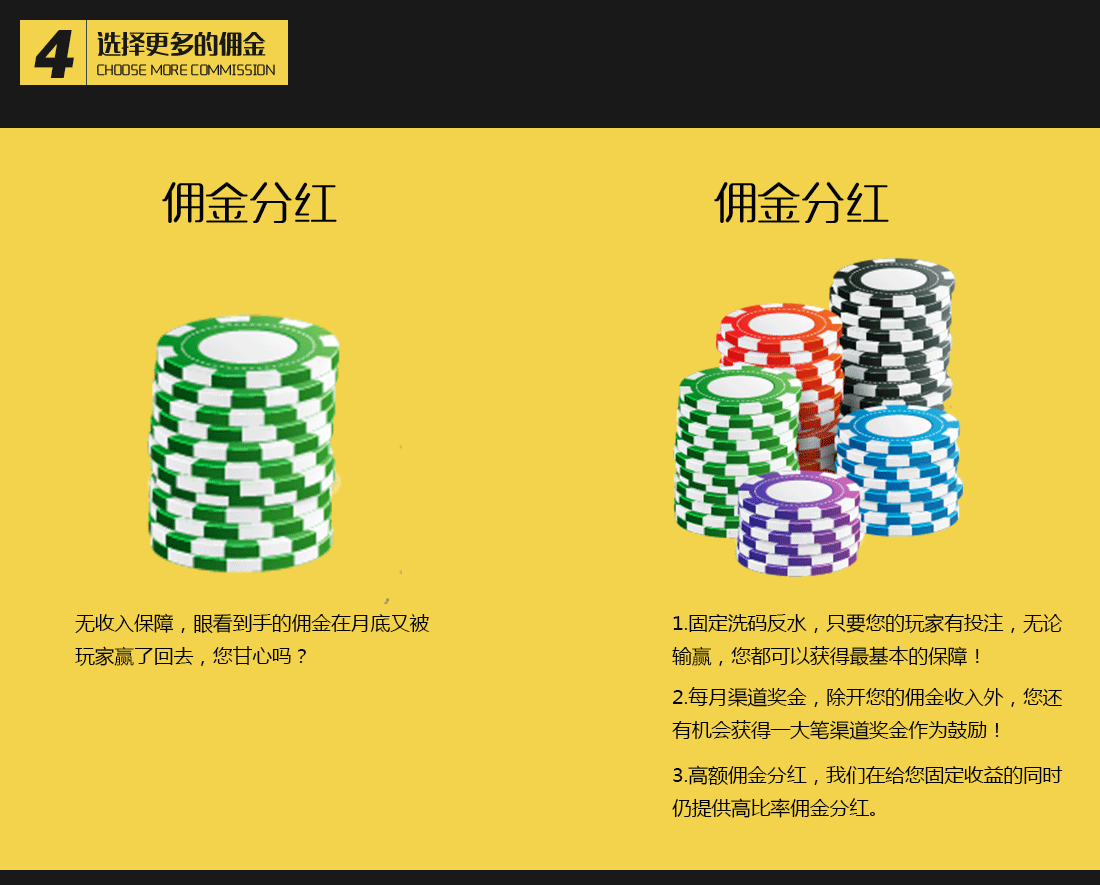 4
选择更多的佣金
CHOOSE MORE COMMISSION
佣金分红
无收入保障，眼看到手的佣金在月底又被
玩家赢了回去，您甘心吗？
佣金分红
1.固定洗码反水，只要您的玩家有投注，无论
输赢，您都可以获得最基本的保障！
2.每月渠道奖金，除开您的佣金收入外，您还
有机会获得一大笔渠道奖金作为鼓励！
3.高额佣金分红，我们在给您固定收益的同时
仍提供高比率佣金分红。